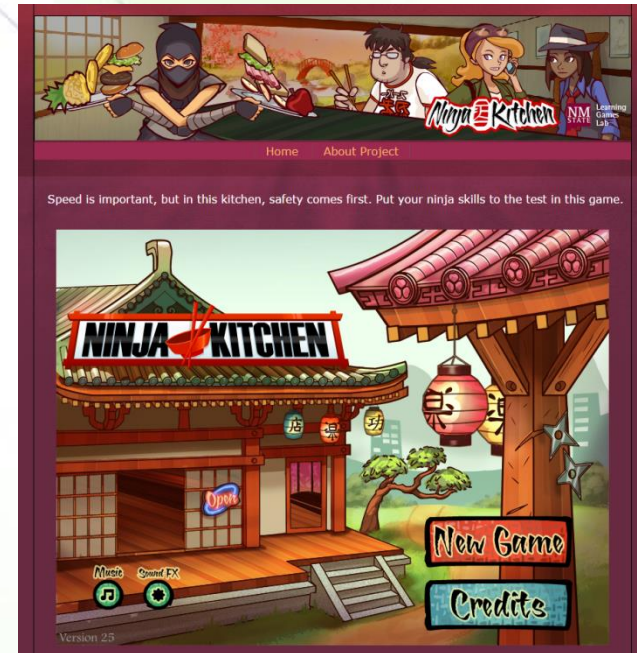 Ninja Kitchen
NM
STATE
Learning
Games
Lab
Home
About Project
Speed is important, but in this kitchen, safety comes first. Put your ninja skills to the test in this game.
NINJA KITCHEN
店
功
Open
New Game
Music
Sound FX
Credits
Version 25